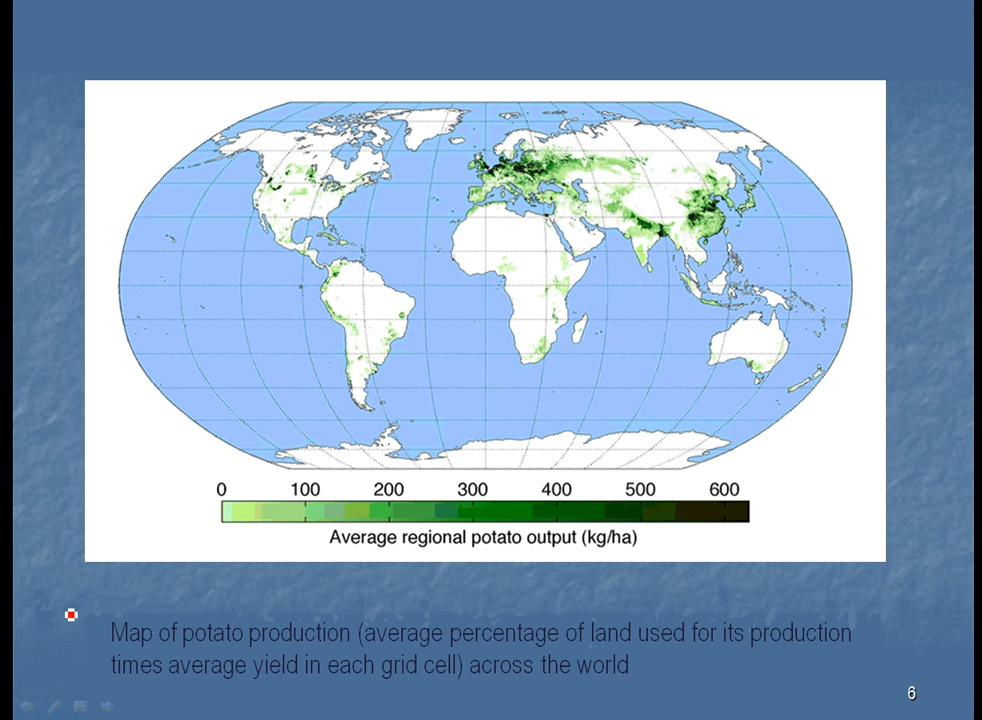 0 100 200 300 400 500 600
Average regional potato output (kg/ha)
Map of potato production (average percentage of land used for its production
times average yield in each grid cell) across the world
6